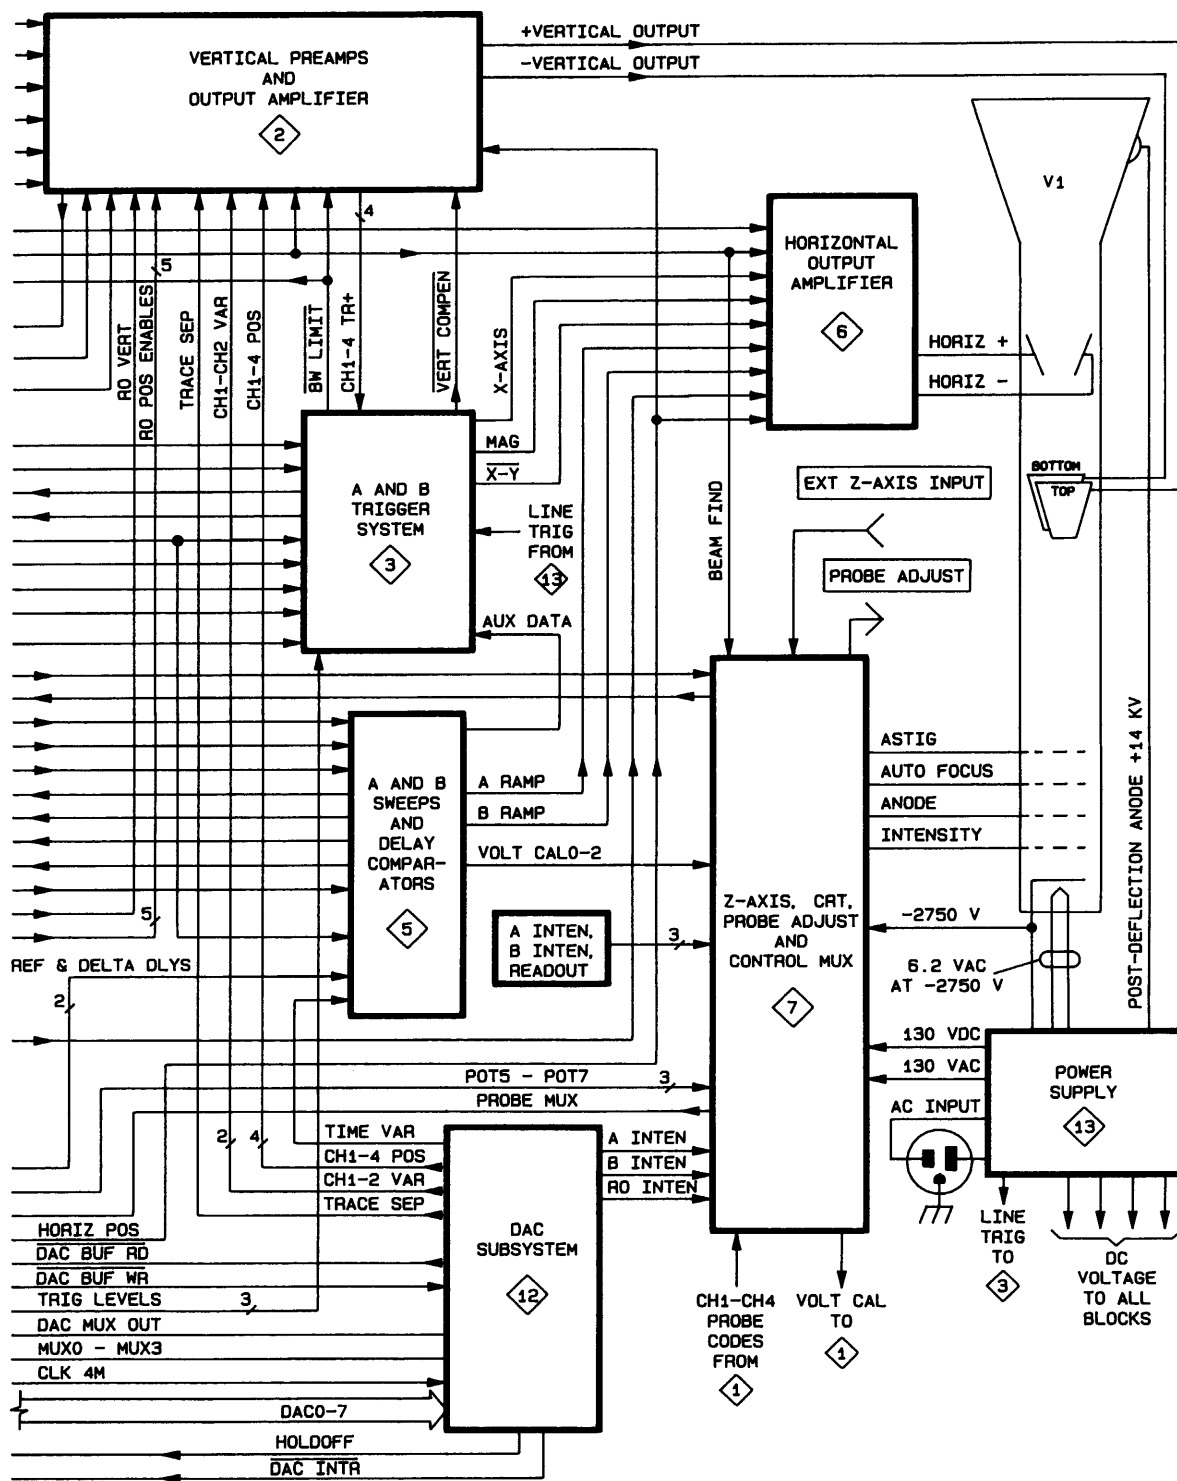 +VERTICAL OUTPUT
-VERTICAL OUTPUT
VERTICAL PREAMPS
AND
OUTPUT AMPLIFIER
2
V1
4
5
HORIZONTAL
OUTPUT
AMPLIFIER
6
RO VERT
RO POS ENABLES
TRACE SEP
CH1-CH2 VAR
CH1-4 POS
BW LIMIT
CH1-4 TR+
VERT COMPEN
X-AXIS
HORIZ +
HORIZ -
MAG
X-Y
BOTTOM
TOP
EXT Z-AXIS INPUT
A AND B
TRIGGER
SYSTEM
3
LINE
TRIG
FROM
13
BEAM FIND
PROBE ADJUST
AUX DATA
POST-DEFLECTION ANODE +14 KV
ASTIG
AUTO FOCUS
ANODE
INTENSITY
A AND B
SWEEPS
AND
DELAY
COMPAR-
ATORS
5
A RAMP
B RAMP
VOLT CAL0-2
Z-AXIS, CRT,
PROBE ADJUST
AND
CONTROL MUX
7
-2750 V
5
A INTEN,
B INTEN,
READOUT
3
6.2 VAC
AT -2750 V
REF & DELTA DLYS
2
130 VDC
130 VAC
AC INPUT
POWER
SUPPLY
13
POT5 - POT7
3
PROBE MUX
2
4
TIME VAR
CH1-4 POS
CH1-2 VAR
TRACE SEP
A INTEN
B INTEN
RO INTEN
DAC
SUBSYSTEM
12
HORIZ POS
DAC BUF RD
DAC BUF WR
TRIG LEVELS
3
DAC MUX OUT
MUX0 - MUX3
CLK 4M
DAC0-7
HOLDOFF
DAC INTR
CH1-CH4
PROBE
CODES
FROM
1
VOLT CAL
TO
1
LINE
TRIG
TO
3
DC
VOLTAGE
TO ALL
BLOCKS